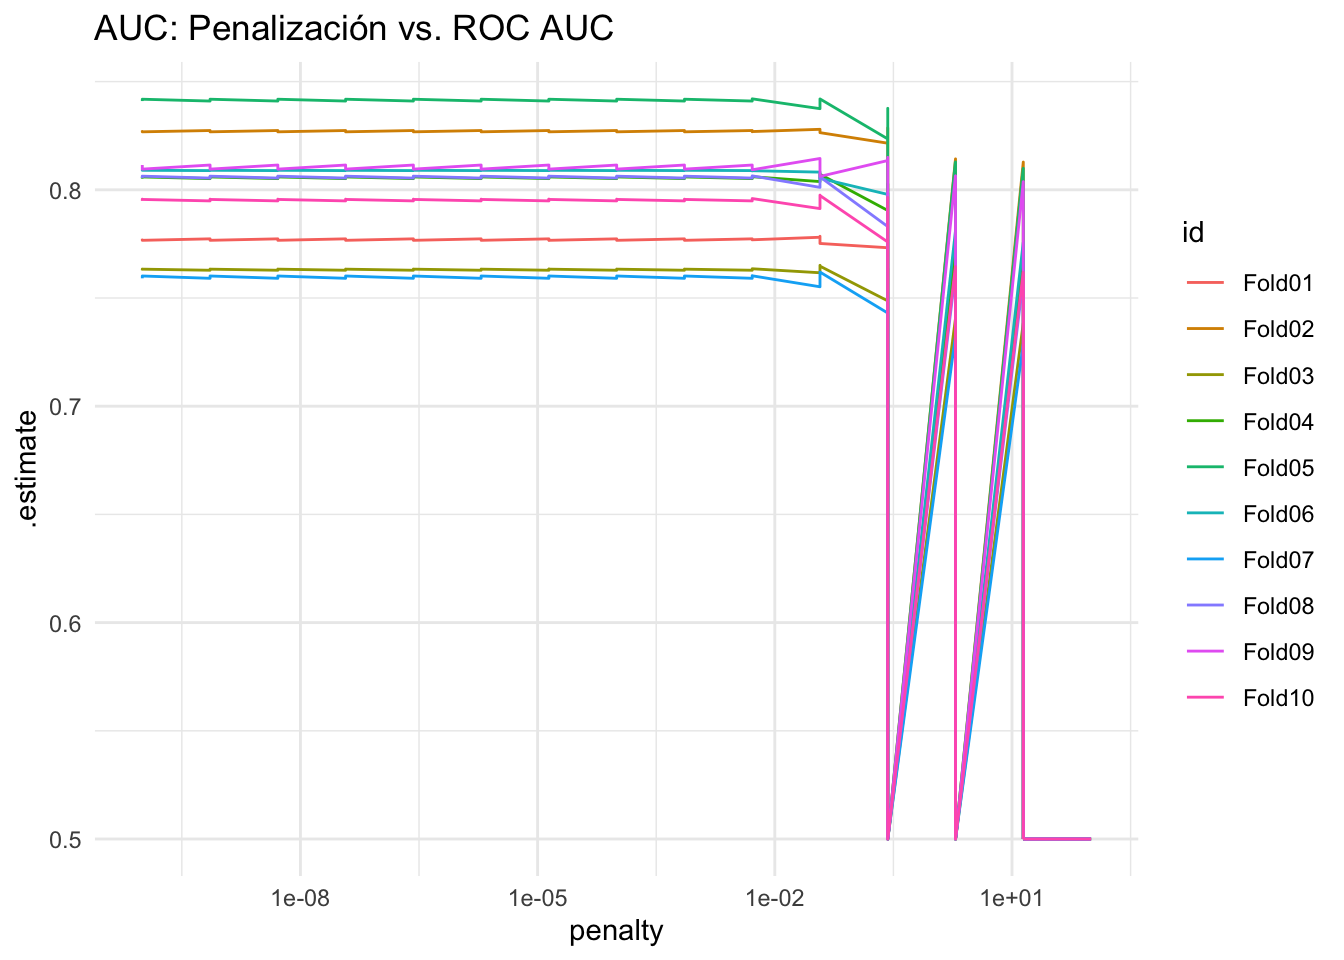 AUC: Penalización vs. ROC AUC
.estimate
0.8
0.7
0.6
0.5
1e-08
1e-05
1e-02
1e+01
penalty
id
Fold01
Fold02
Fold03
Fold04
Fold05
Fold06
Fold07
Fold08
Fold09
Fold10